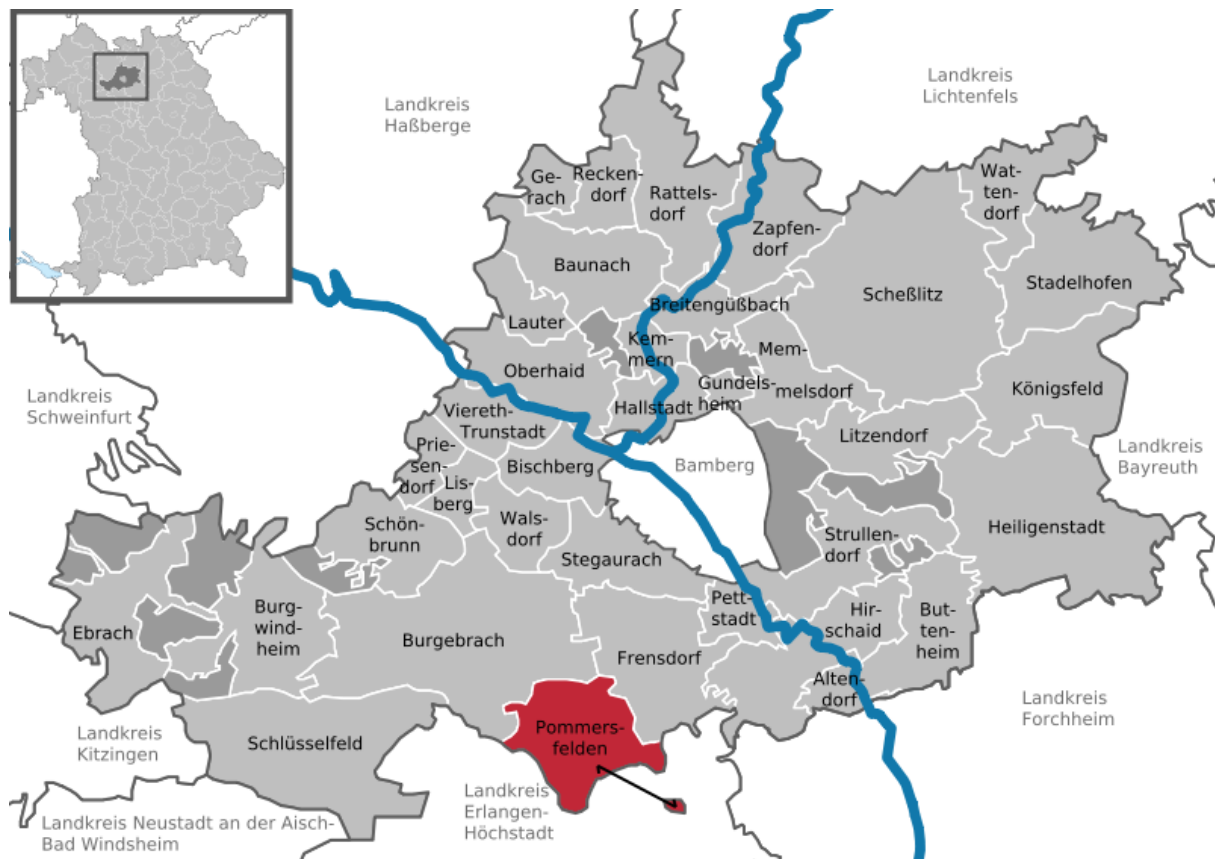 Landkreis
Lichtenfels
Landkreis
Haßberge
Ge-
rach
Recken-
dorf
Rattels-
dorf
Wat-
ten-
dorf
Zapfen-
dorf
Baunach
Scheßlitz
Stadelhofen
Breitengüßbach
Lauter
Kem-
mern
Mem-
melsdorf
Oberhaid
Gundels-
heim
Königsfeld
Landkreis
Schweinfurt
Hallstadt
Viereth-
Trunstadt
Litzendorf
Prie-
sen-
dorf
Bischberg
Bamberg
Landkreis
Bayreuth
Lis-
berg
Schön-
brunn
Wals-
dorf
Strullen-
dorf
Heiligenstadt
Stegaurach
Burg-
wind-
heim
Ebrach
Burgebrach
Pett-
stadt
Hir-
schaid
But-
ten-
heim
Frensdorf
Alten-
dorf
Landkreis
Forchheim
Landkreis
Kitzingen
Schlüsselfeld
Pommers-
felden
Landkreis
Erlangen-
Höchstadt
Landkreis Neustadt an der Aisch-
Bad Windsheim